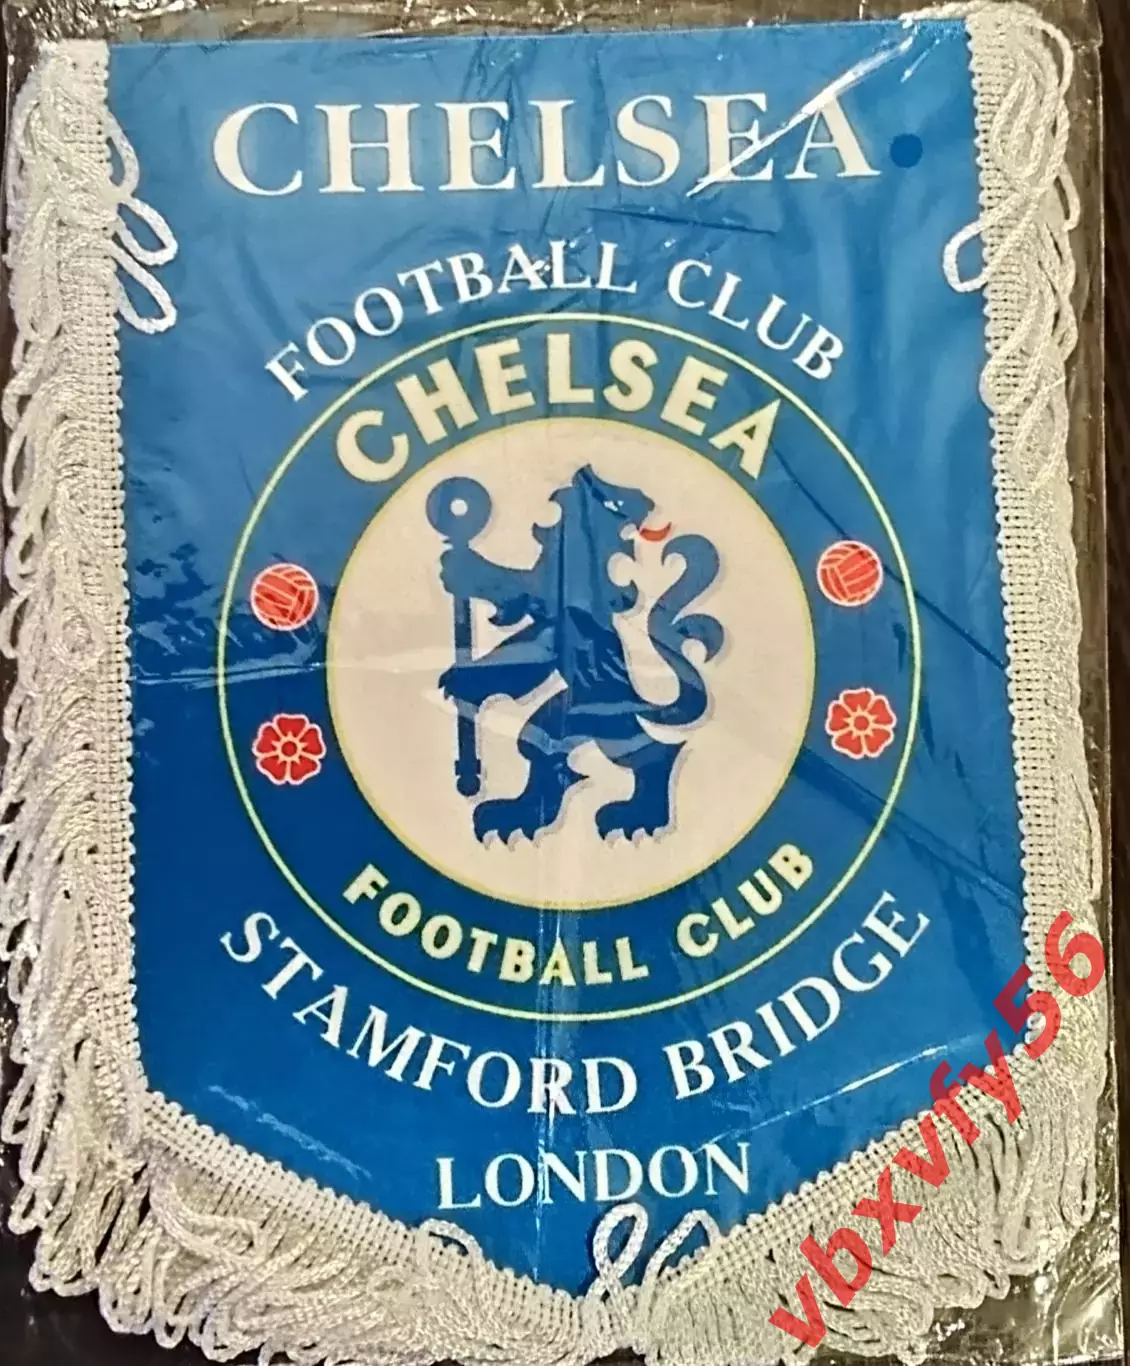 CHELSEA
FOOTBALL CLUB
CHELSEA
FOOTBALL CLUB
STAMFORD BRIDGE
LONDON
vbxvfy56